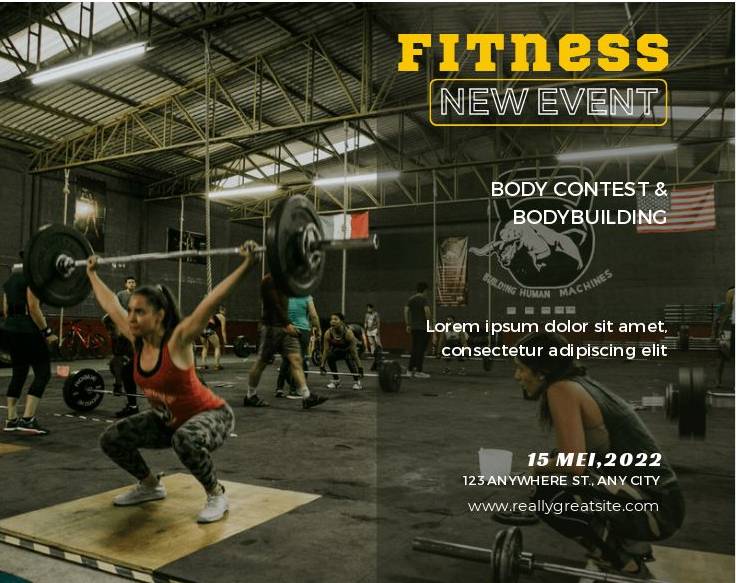 FITness
NEW EVENT
BODY CONTEST &
BODYBUILDING
BUILDING HUMAN MACHINES
Lorem ipsum dolor sit amet,
consectetur adipiscing elit
15 MEI,2022
123 ANYWHERE ST., ANY CITY
www.reallygreatsite.com